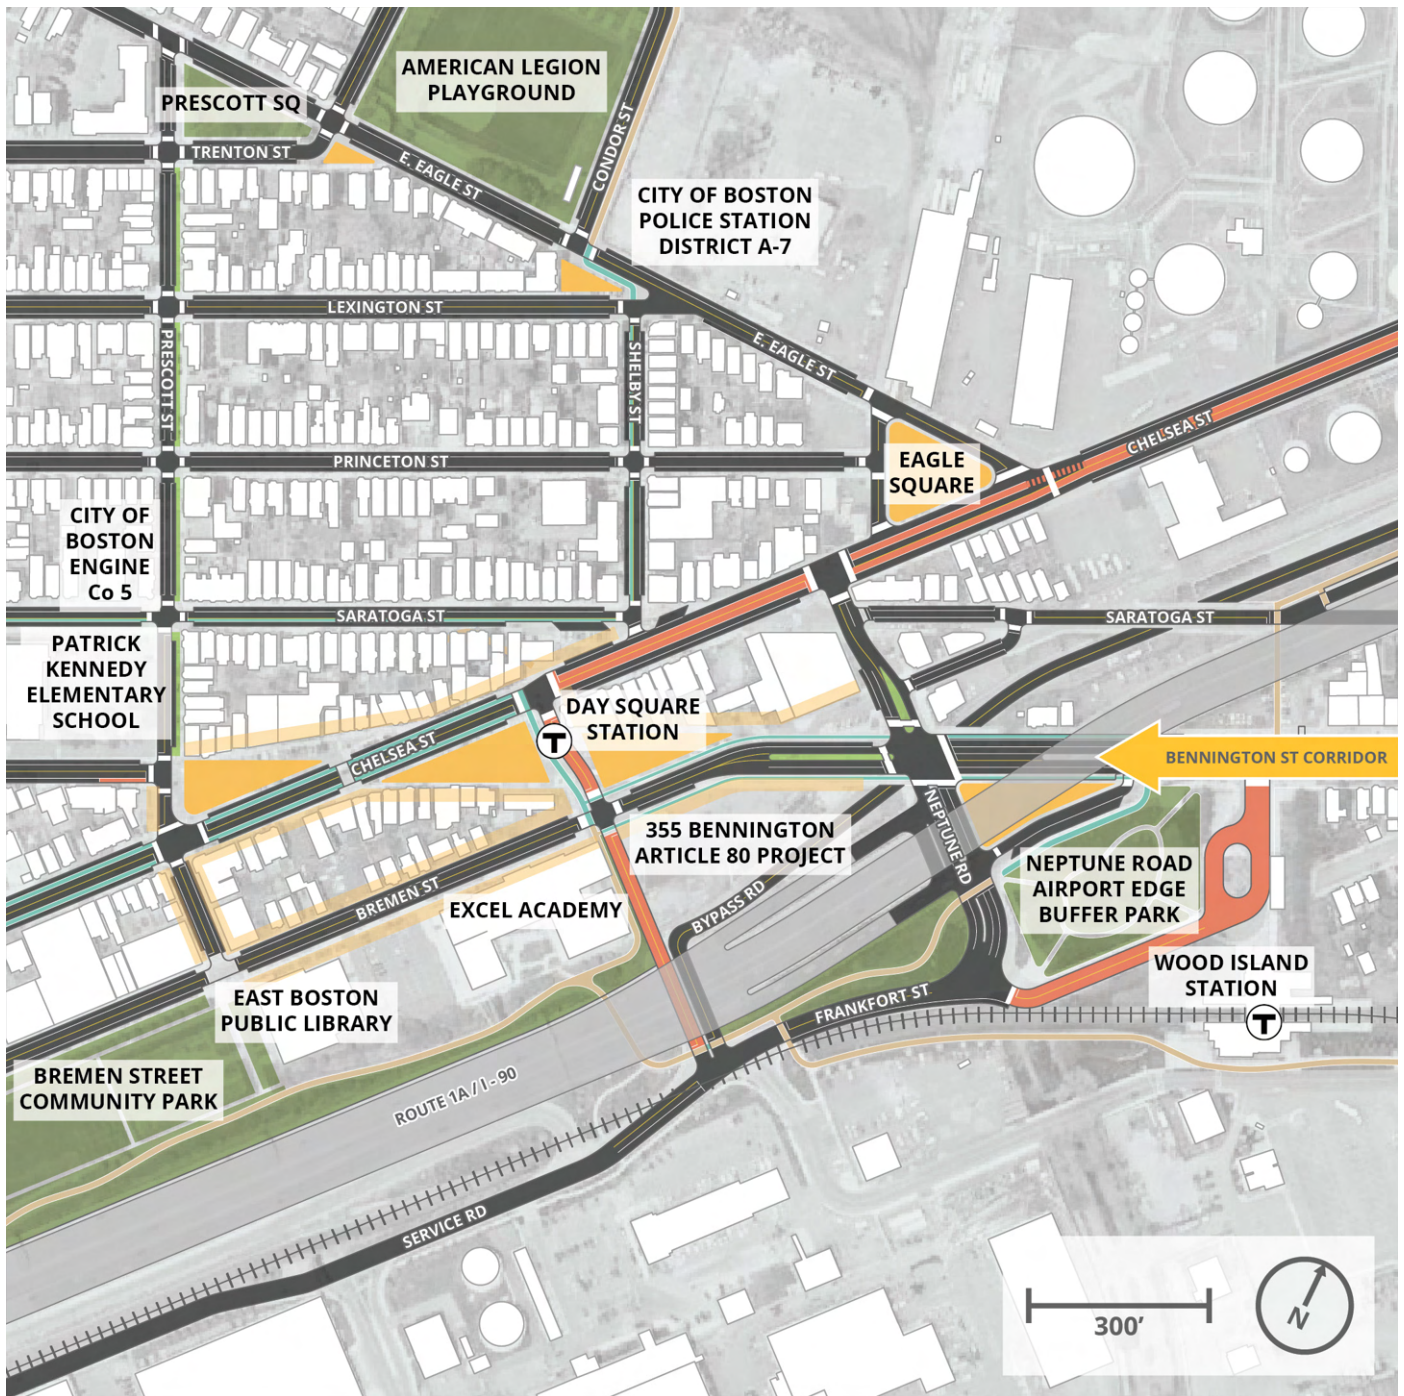 AMERICAN LEGION
PLAYGROUND
PRESCOTT SQ
TRENTON ST
E. EAGLE ST
CONDOR ST
CITY OF BOSTON
POLICE STATION
DISTRICT A-7
LEXINGTON ST
PRESCOTT ST
SHELBY ST
E. EAGLE ST
CHELSEA ST
PRINCETON ST
EAGLE
SQUARE
CITY OF
BOSTON
ENGINE
Co 5
SARATOGA ST
SARATOGA ST
PATRICK
KENNEDY
ELEMENTARY
SCHOOL
DAY SQUARE
STATION
T
CHELSEA ST
BENNINGTON ST CORRIDOR
NEPTUNE RD
355 BENNINGTON
ARTICLE 80 PROJECT
NEPTUNE ROAD
AIRPORT EDGE
BUFFER PARK
BREMEN ST
EXCEL ACADEMY
BYPASS RD
WOOD ISLAND
STATION
T
EAST BOSTON
PUBLIC LIBRARY
FRANKFORT ST
BREMEN STREET
COMMUNITY PARK
ROUTE 1A / I - 90
SERVICE RD
300'
N